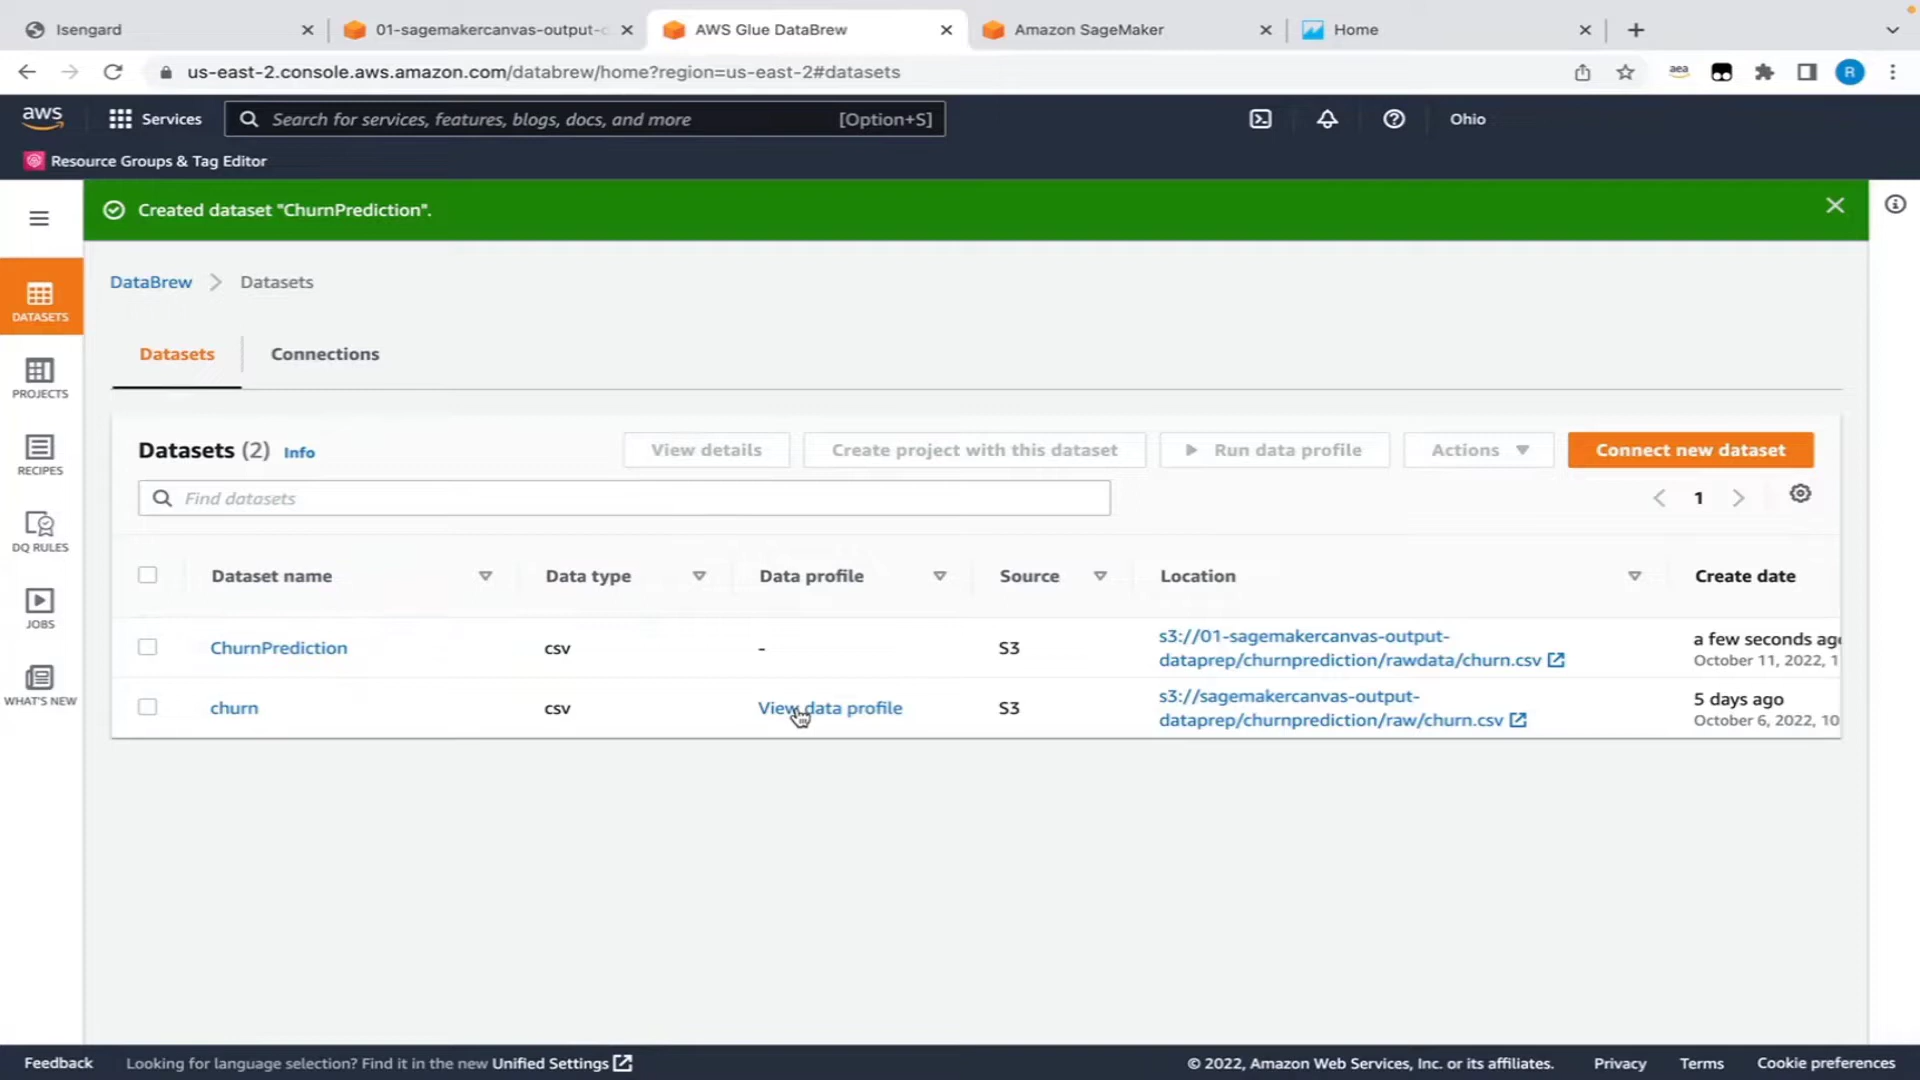 Isengard
01-sagemakercanvas-output-
AWS Glue DataBrew
Amazon SageMaker
Home
us-east-2.console.aws.amazon.com/databrew/home?region=us-east-2#datasets
aea
R
aws
Services
Search for services, features, blogs, docs, and more
[Option+S]
Ohio
Resource Groups & Tag Editor
Created dataset "ChurnPrediction".
DATASETS
PROJECTS
RECIPES
DQ RULES
JOBS
WHAT'S NEW
DataBrew
Datasets
Datasets
Connections
Datasets (2) Info
View details
Create project with this dataset
Run data profile
Actions
Connect new dataset
Find datasets
1
Dataset name
Data type
Data profile
Source
Location
Create date
ChurnPrediction
csv
-
S3
s3://01-sagemakercanvas-output-
dataprep/churnprediction/rawdata/churn.csv
a few seconds ago
October 11, 2022, 1
churn
csv
View data profile
S3
s3://sagemakercanvas-output-
dataprep/churnprediction/raw/churn.csv
5 days ago
October 6, 2022, 10
Feedback
Looking for language selection? Find it in the new Unified Settings
© 2022, Amazon Web Services, Inc. or its affiliates.
Privacy
Terms
Cookie preferences